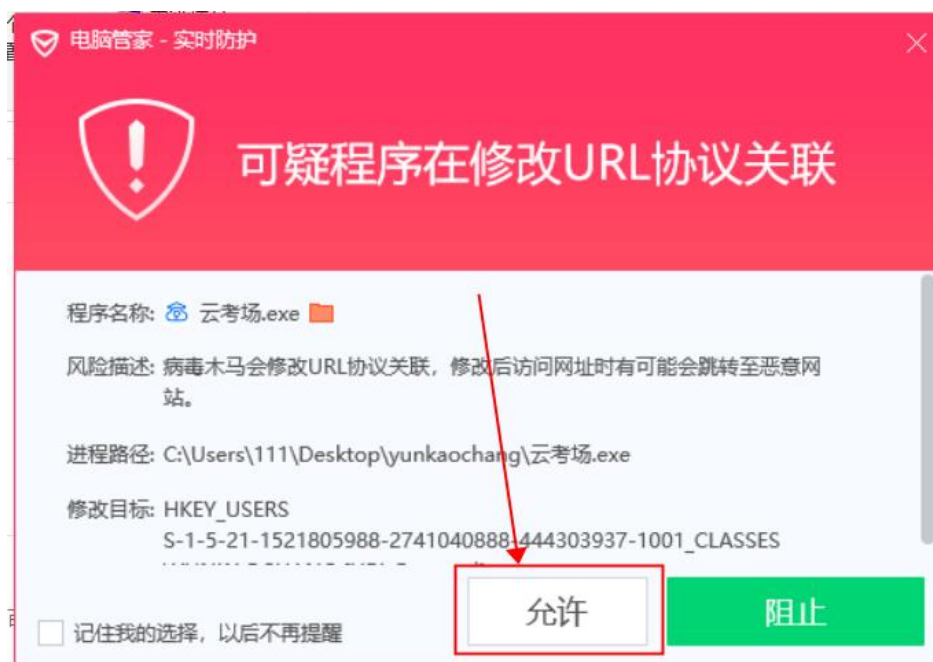 电脑管家 - 实时防护
可疑程序在修改URL协议关联
程序名称: 云考场.exe
风险描述: 病毒木马会修改URL协议关联，修改后访问网址时有可能会跳转至恶意网
站。
进程路径: C:\Users\111\Desktop\yunkaochang\云考场.exe
修改目标: HKEY_USERS
S-1-5-21-1521805988-2741040888-444303937-1001_CLASSES
记住我的选择，以后不再提醒
允许
阻止